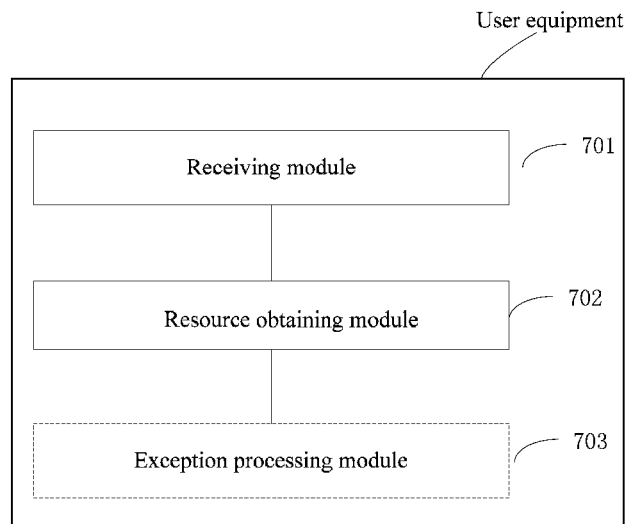 User equipment
Receiving module
701
Resource obtaining module
702
Exception processing module
703